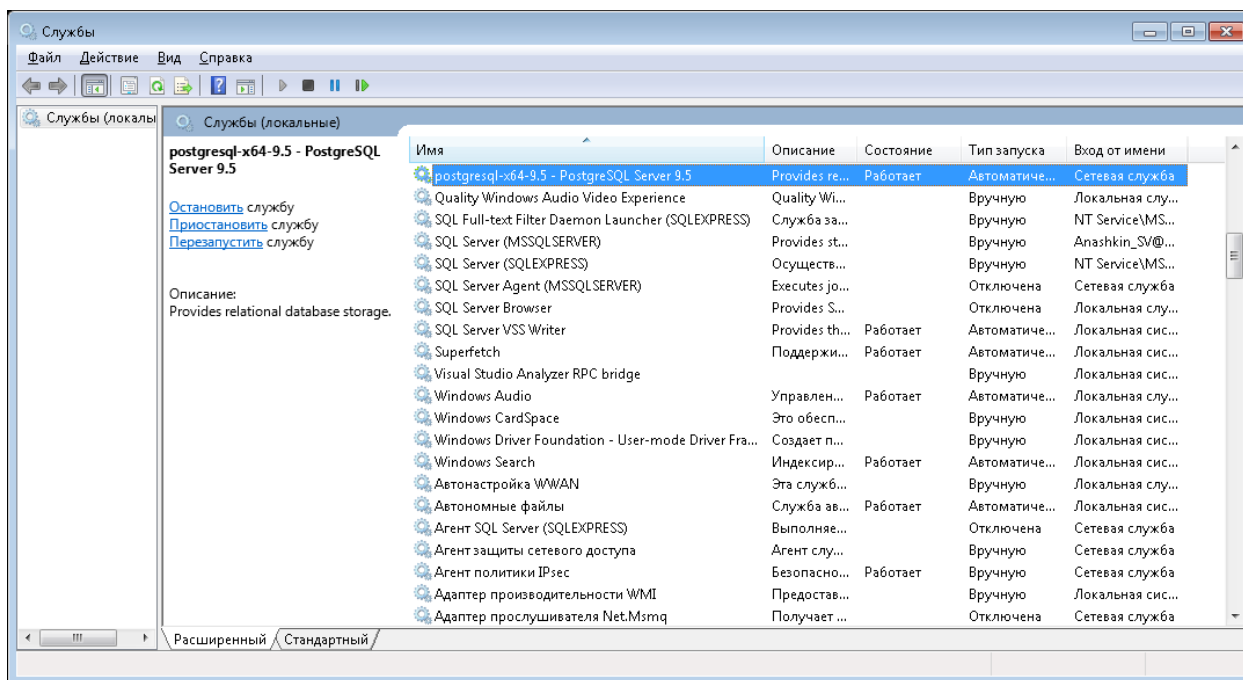 Службы
Файл Действие Вид Справка
Службы (локалы
Службы (локальные)
postgresql-x64-9.5 - PostgreSQL Server 9.5
Остановить службу
Приостановить службу
Перезапустить службу
Описание:
Provides relational database storage.
Имя Описание Состояние Тип запуска Вход от имени
postgresql-x64-9.5 - PostgreSQL Server 9.5 Provides re... Работает Автоматиче... Сетевая служба
Quality Windows Audio Video Experience Quality Wi... Вручную Локальная слу...
SQL Full-text Filter Daemon Launcher (SQLEXPRESS) Служба за... Вручную NT Service\MS...
SQL Server (MSSQLSERVER) Provides st... Вручную Anashkin_SV@...
SQL Server (SQLEXPRESS) Осуществ... Вручную NT Service\MS...
SQL Server Agent (MSSQLSERVER) Executes jo... Отключена Сетевая служба
SQL Server Browser Provides S... Отключена Локальная слу...
SQL Server VSS Writer Provides th... Работает Автоматиче... Локальная сис...
Superfetch Поддержи... Работает Автоматиче... Локальная сис...
Visual Studio Analyzer RPC bridge Вручную Локальная сис...
Windows Audio Управлен... Работает Автоматиче... Локальная слу...
Windows CardSpace Это обесп... Вручную Локальная сис...
Windows Driver Foundation - User-mode Driver Fra... Создает п... Вручную Локальная сис...
Windows Search Индексир... Работает Автоматиче... Локальная сис...
Автонастройка WWAN Эта служб... Вручную Локальная слу...
Автономные файлы Служба ав... Работает Автоматиче... Локальная сис...
Агент SQL Server (SQLEXPRESS) Выполняе... Отключена Сетевая служба
Агент защиты сетевого доступа Агент слу... Вручную Сетевая служба
Агент политики IPsec Безопасно... Работает Вручную Сетевая служба
Адаптер производительности WMI Предостав... Вручную Локальная сис...
Адаптер прослушивателя Net.Msmq Получает ... Отключена Сетевая служба
Расширенный Стандартный